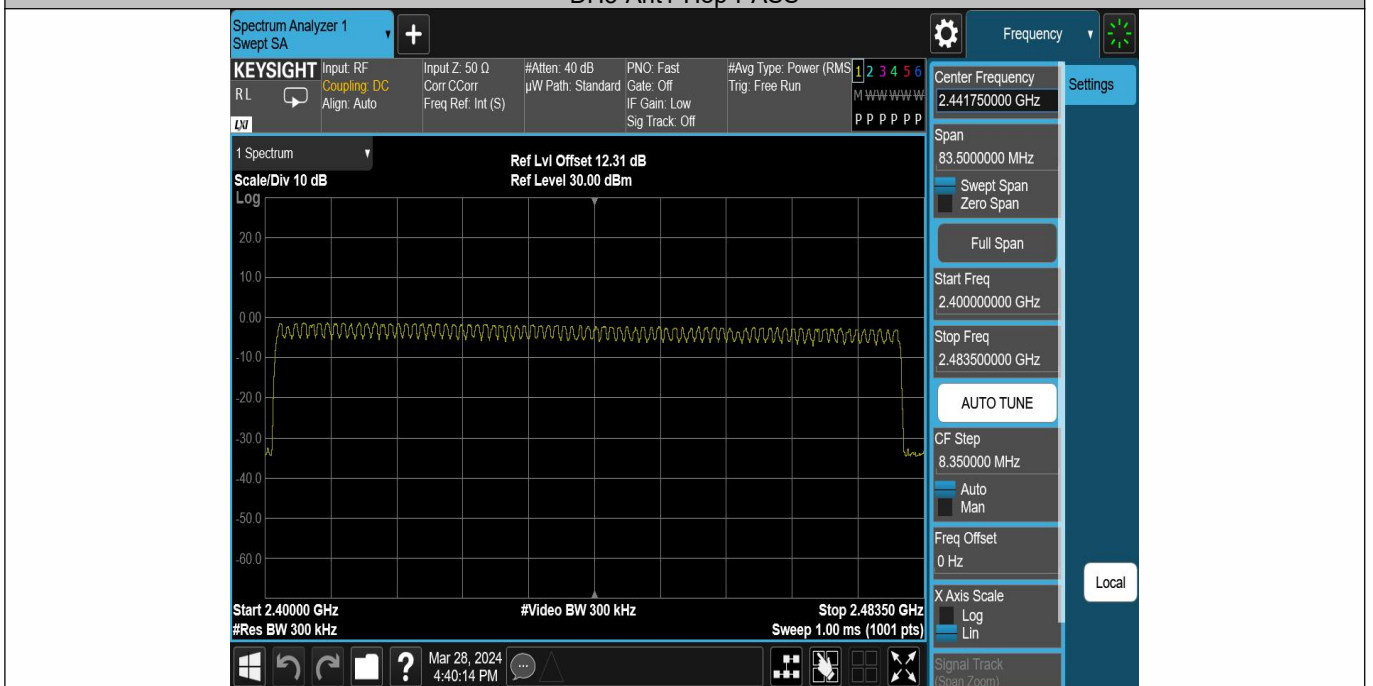 Spectrum Analyzer 1
Swept SA
Frequency
KEYSIGHT
RL
LXI
Input: RF
Coupling: DC
Align: Auto
Input Z: 50 Ω
Corr CCorr
Freq Ref: Int (S)
#Atten: 40 dB
µW Path: Standard
PNO: Fast
Gate: Off
IF Gain: Low
Sig Track: Off
#Avg Type: Power (RMS
Trig: Free Run
1 2 3 4 5 6
M W W W W W
P P P P P P
Settings
Center Frequency
2.441750000 GHz
Span
83.5000000 MHz
Swept Span
Zero Span
Full Span
Start Freq
2.400000000 GHz
Stop Freq
2.483500000 GHz
AUTO TUNE
CF Step
8.350000 MHz
Auto
Man
Freq Offset
0 Hz
X Axis Scale
Log
Lin
Signal Track
(Span Zoom)
Local
1 Spectrum
Scale/Div 10 dB
Ref Lvl Offset 12.31 dB
Ref Level 30.00 dBm
Log
20.0
10.0
0.00
-10.0
-20.0
-30.0
-40.0
-50.0
-60.0
Start 2.40000 GHz
#Video BW 300 kHz
Stop 2.48350 GHz
#Res BW 300 kHz
Sweep 1.00 ms (1001 pts)
?
Mar 28, 2024
4:40:14 PM